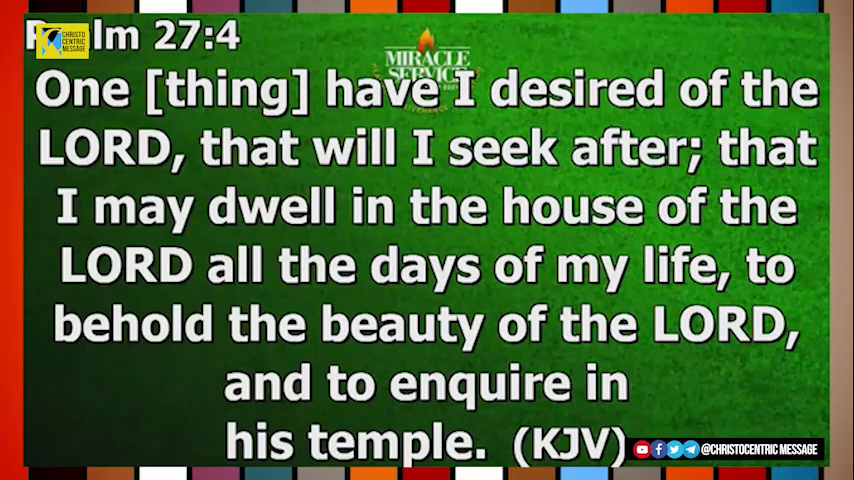 CHRISTO
CENTRIC
MESSAGE
lm 27:4
MIRACLE
SERVICE
One [thing] have I desired of the
LORD, that will I seek after; that
I may dwell in the house of the
LORD all the days of my life, to
behold the beauty of the LORD,
and to enquire in
his temple. (KJV)
@CHRISTOCENTRIC MESSAGE